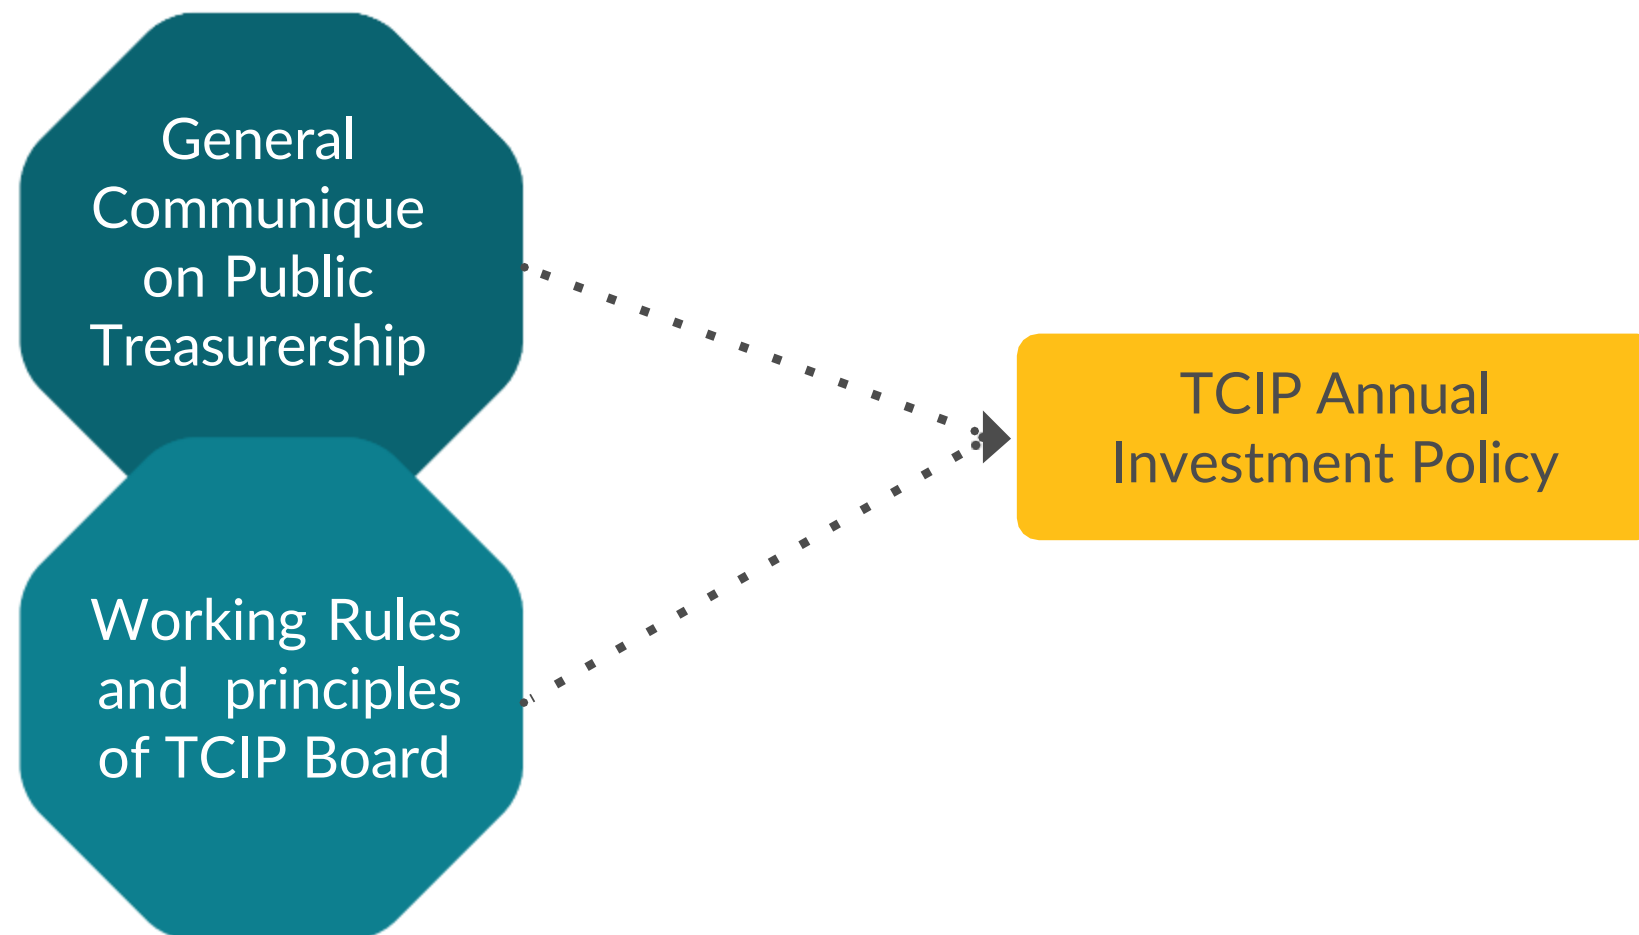 General
Communique
on Public
Treasurership
Working Rules
and principles
of TCIP Board
TCIP Annual
Investment Policy